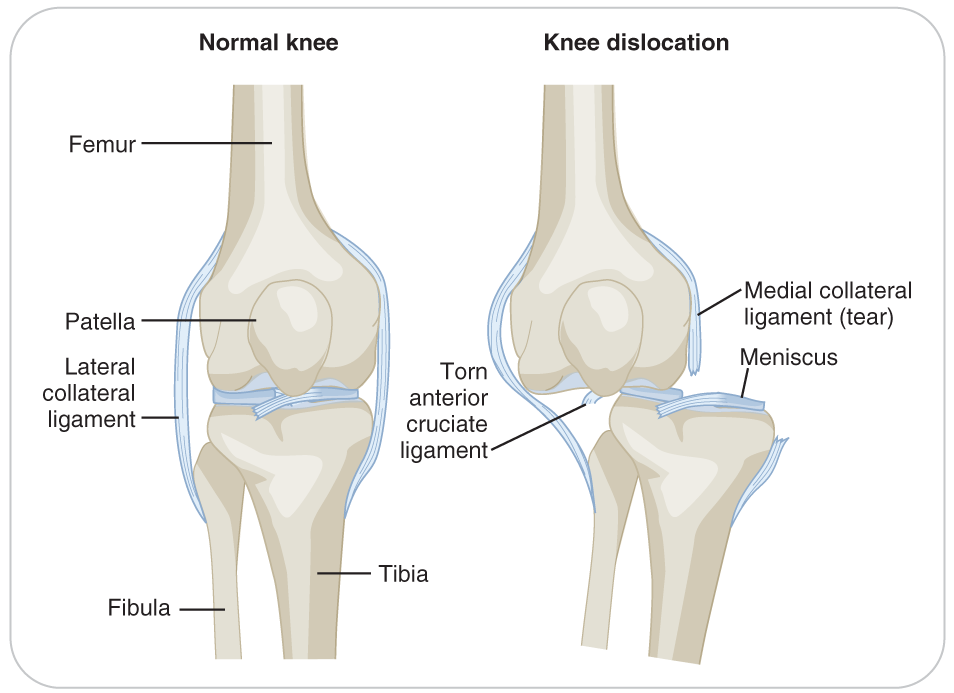 Normal knee
Knee dislocation
Femur
Patella
Lateral
collateral
ligament
Fibula
Tibia
Torn
anterior
cruciate
ligament
Medial collateral
ligament (tear)
Meniscus